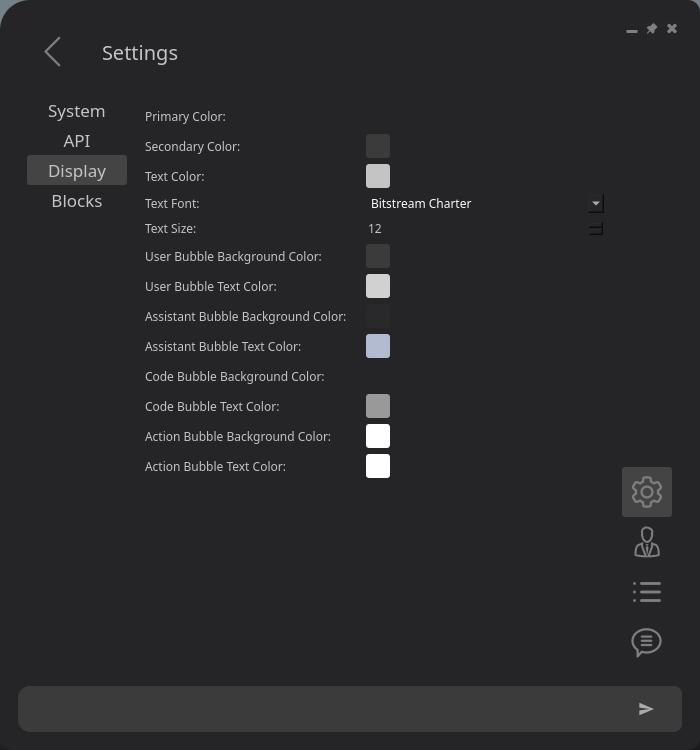 Settings
System
API
Display
Blocks
Primary Color:
Secondary Color:
Text Color:
Text Font: Bitstream Charter
Text Size: 12
User Bubble Background Color:
User Bubble Text Color:
Assistant Bubble Background Color:
Assistant Bubble Text Color:
Code Bubble Background Color:
Code Bubble Text Color:
Action Bubble Background Color:
Action Bubble Text Color: